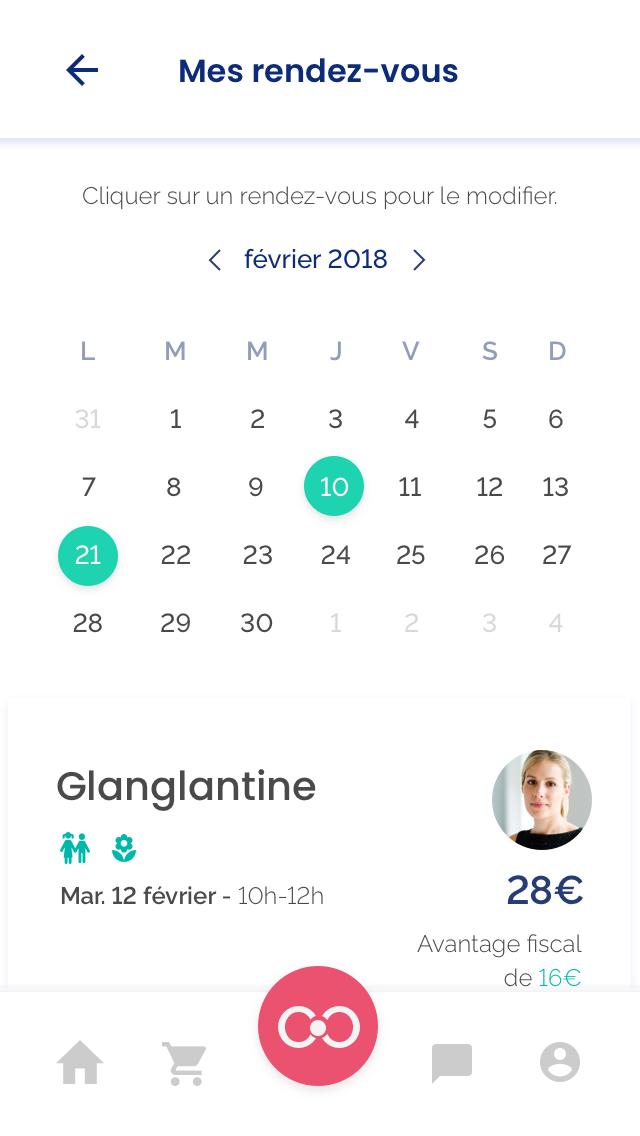 Mes rendez-vous
Cliquer sur un rendez-vous pour le modifier.
février 2018
L M M J V S D
31 1 2 3 4 5 6
7 8 9 10 11 12 13
21 22 23 24 25 26 27
28 29 30 1 2 3 4
Glanglantine
Mar. 12 février - 10h-12h
28€
Avantage fiscal
de 16€